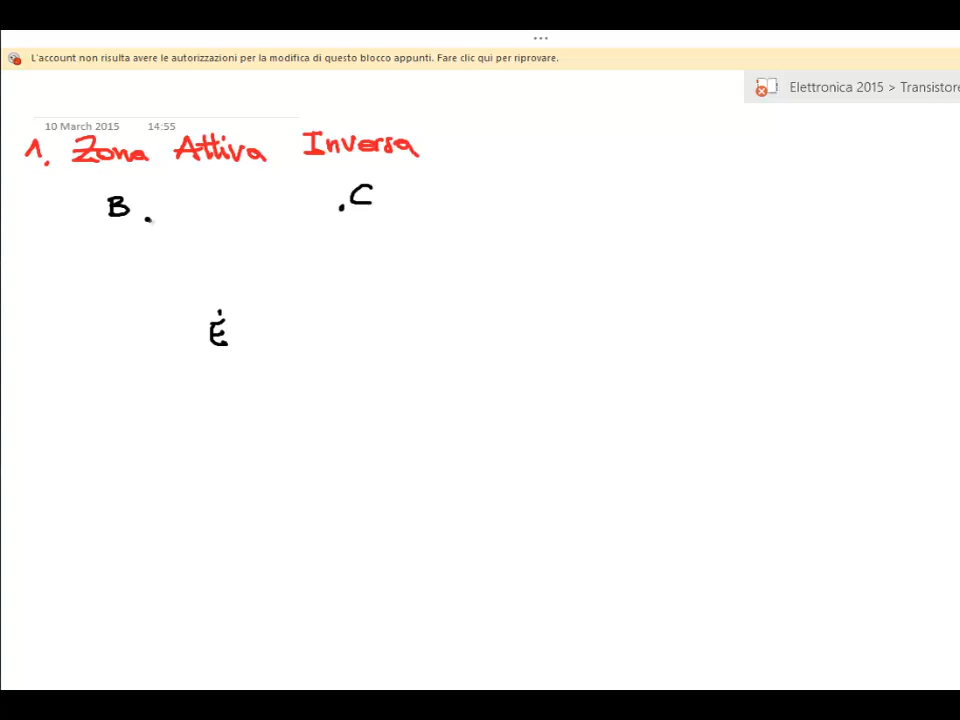 L'account non risulta avere le autorizzazioni per la modifica di questo blocco appunti. Fare clic qui per riprovare.
Elettronica 2015 > Transistore
10 March 2015 14:55
1. Zona Attiva Inversa
B . . C
E